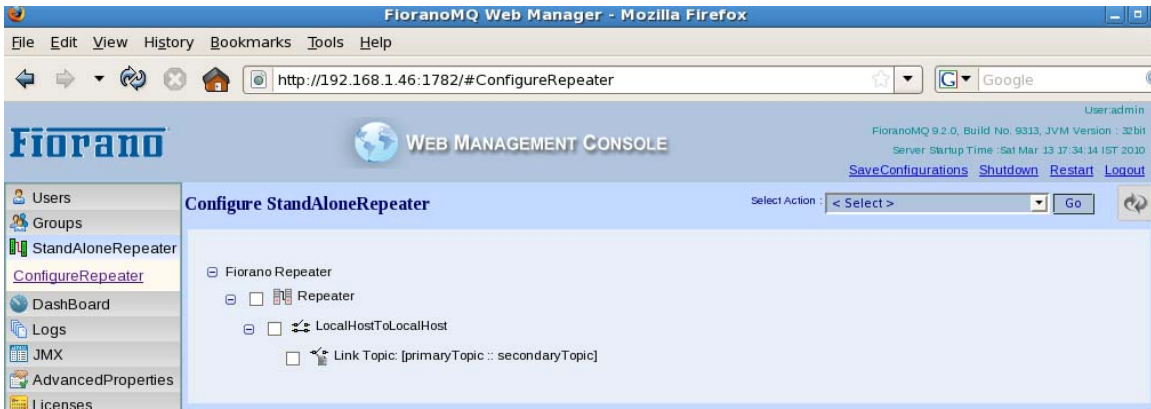 FioranoMQ Web Manager - Mozilla Firefox
File Edit View History Bookmarks Tools Help
http://192.168.1.46:1782/#ConfigureRepeater
G Google
User:admin
Fiorano
WEB MANAGEMENT CONSOLE
FioranoMQ 9.2.0, Build No. 9313, JVM Version : 32bit
Server Startup Time :Sat Mar 13 17:34:14 IST 2010
SaveConfigurations Shutdown Restart Logout
Users
Groups
StandAloneRepeater
ConfigureRepeater
DashBoard
Logs
JMX
AdvancedProperties
Licenses
Configure StandAloneRepeater
Select Action : < Select > Go
Fiorano Repeater
Repeater
LocalHostToLocalHost
Link Topic: [primaryTopic :: secondaryTopic]